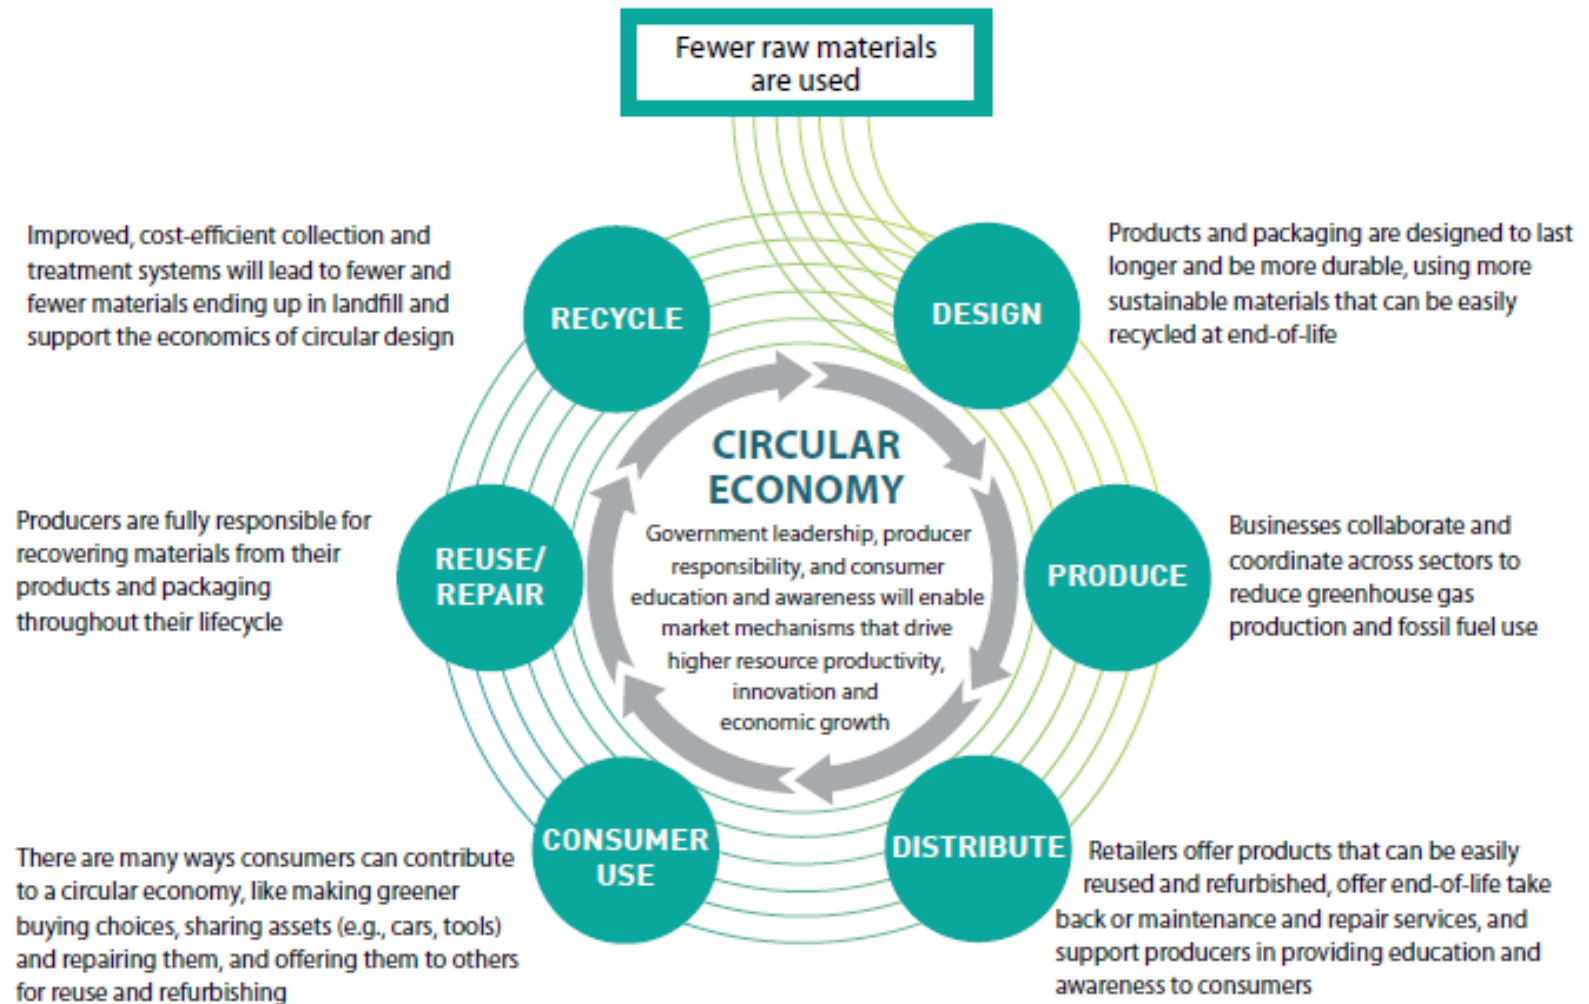 Fewer raw materials
are used
RECYCLE
Improved, cost-efficient collection and
treatment systems will lead to fewer and
fewer materials ending up in landfill and
support the economics of circular design
DESIGN
Products and packaging are designed to last
longer and be more durable, using more
sustainable materials that can be easily
recycled at end-of-life
CIRCULAR
ECONOMY
Government leadership, producer
responsibility, and consumer
education and awareness will enable
market mechanisms that drive
higher resource productivity,
innovation and
economic growth
REUSE/
REPAIR
Producers are fully responsible for
recovering materials from their
products and packaging
throughout their lifecycle
PRODUCE
Businesses collaborate and
coordinate across sectors to
reduce greenhouse gas
production and fossil fuel use
CONSUMER
USE
There are many ways consumers can contribute
to a circular economy, like making greener
buying choices, sharing assets (e.g., cars, tools)
and repairing them, and offering them to others
for reuse and refurbishing
DISTRIBUTE
Retailers offer products that can be easily
reused and refurbished, offer end-of-life take
back or maintenance and repair services, and
support producers in providing education and
awareness to consumers